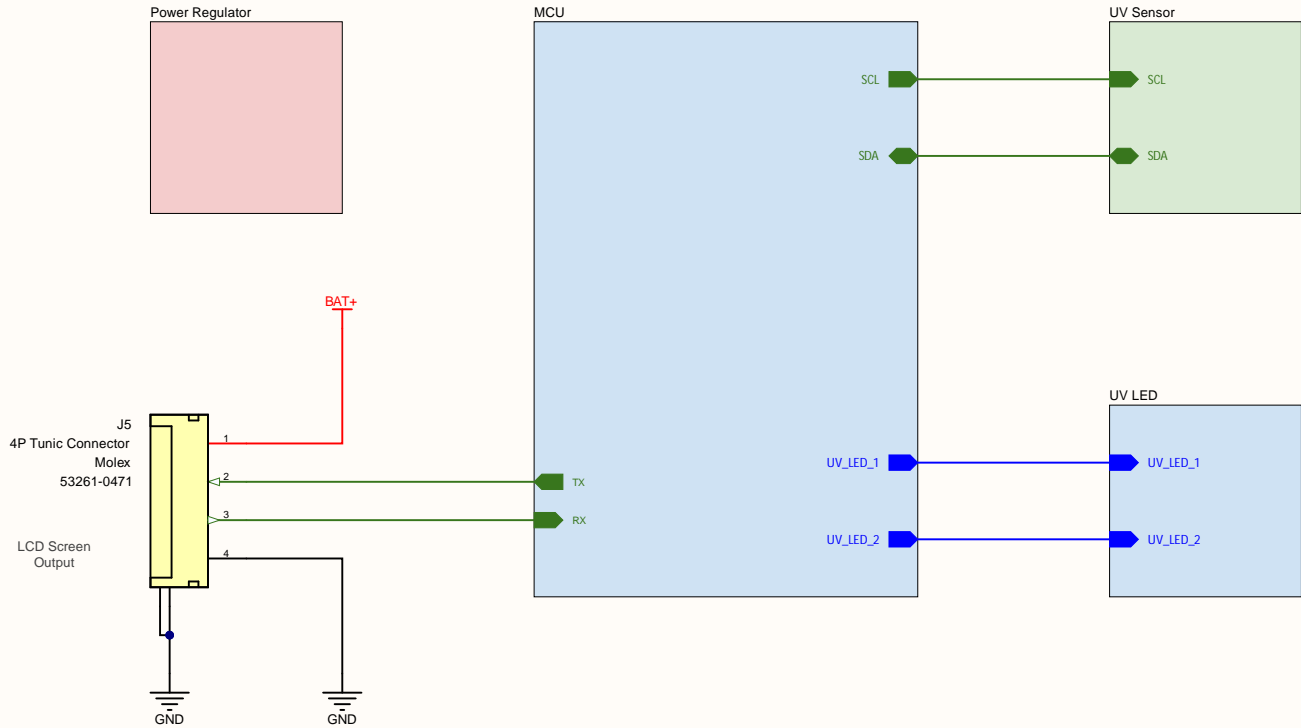 Power Regulator
MCU
UV Sensor
SCL
SCL
SDA
SDA
BAT+
UV LED
J5
4P Tunic Connector
Molex
53261-0471
1
2
3
4
TX
RX
UV_LED_1
UV_LED_1
UV_LED_2
UV_LED_2
LCD Screen
Output
GND
GND